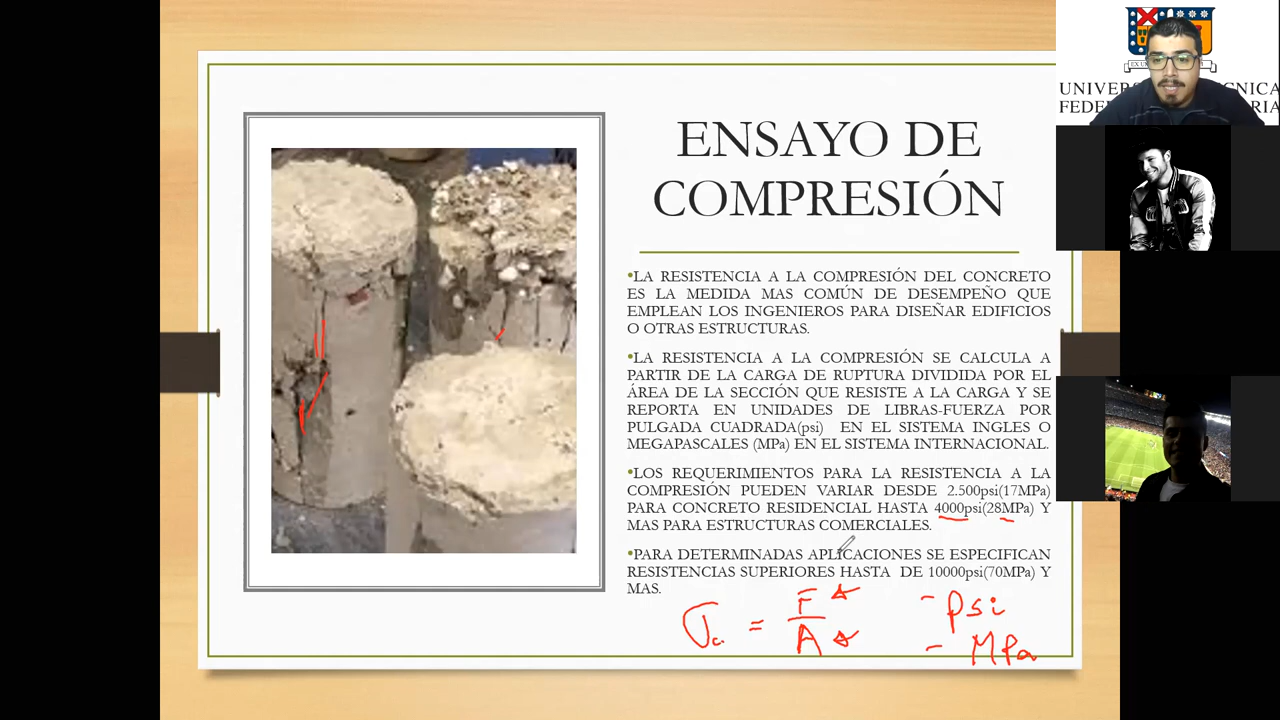 ENSAYO DE
COMPRESIÓN
•LA RESISTENCIA A LA COMPRESIÓN DEL CONCRETO
ES LA MEDIDA MAS COMÚN DE DESEMPEÑO QUE
EMPLEAN LOS INGENIEROS PARA DISEÑAR EDIFICIOS
O OTRAS ESTRUCTURAS.
•LA RESISTENCIA A LA COMPRESIÓN SE CALCULA A
PARTIR DE LA CARGA DE RUPTURA DIVIDIDA POR EL
ÁREA DE LA SECCIÓN QUE RESISTE A LA CARGA Y SE
REPORTA EN UNIDADES DE LIBRAS-FUERZA POR
PULGADA CUADRADA(psi) EN EL SISTEMA INGLES O
MEGAPASCALES (MPa) EN EL SISTEMA INTERNACIONAL.
•LOS REQUERIMIENTOS PARA LA RESISTENCIA A LA
COMPRESIÓN PUEDEN VARIAR DESDE 2.500psi(17MPa)
PARA CONCRETO RESIDENCIAL HASTA 4000psi(28MPa) Y
MAS PARA ESTRUCTURAS COMERCIALES.
•PARA DETERMINADAS APLICACIONES SE ESPECIFICAN
RESISTENCIAS SUPERIORES HASTA DE 10000psi(70MPa) Y
MAS.
σc. = F/A
- psi
- MPa
UNIVER CNICA
FEDE ARIA